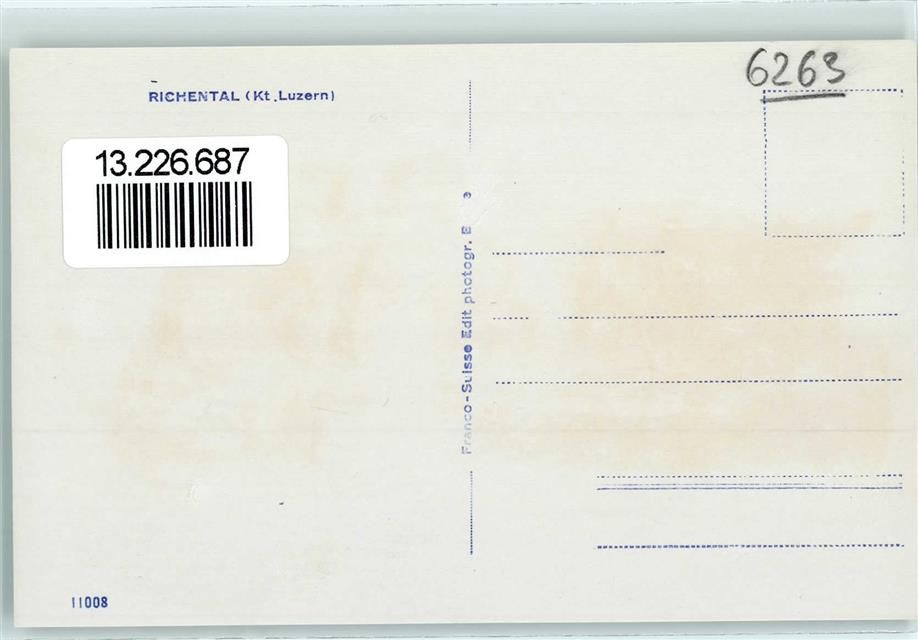 6263
RICHENTAL (Kt. Luzern)
13.226.687
Franco-Suisse Edit photogr.
11008